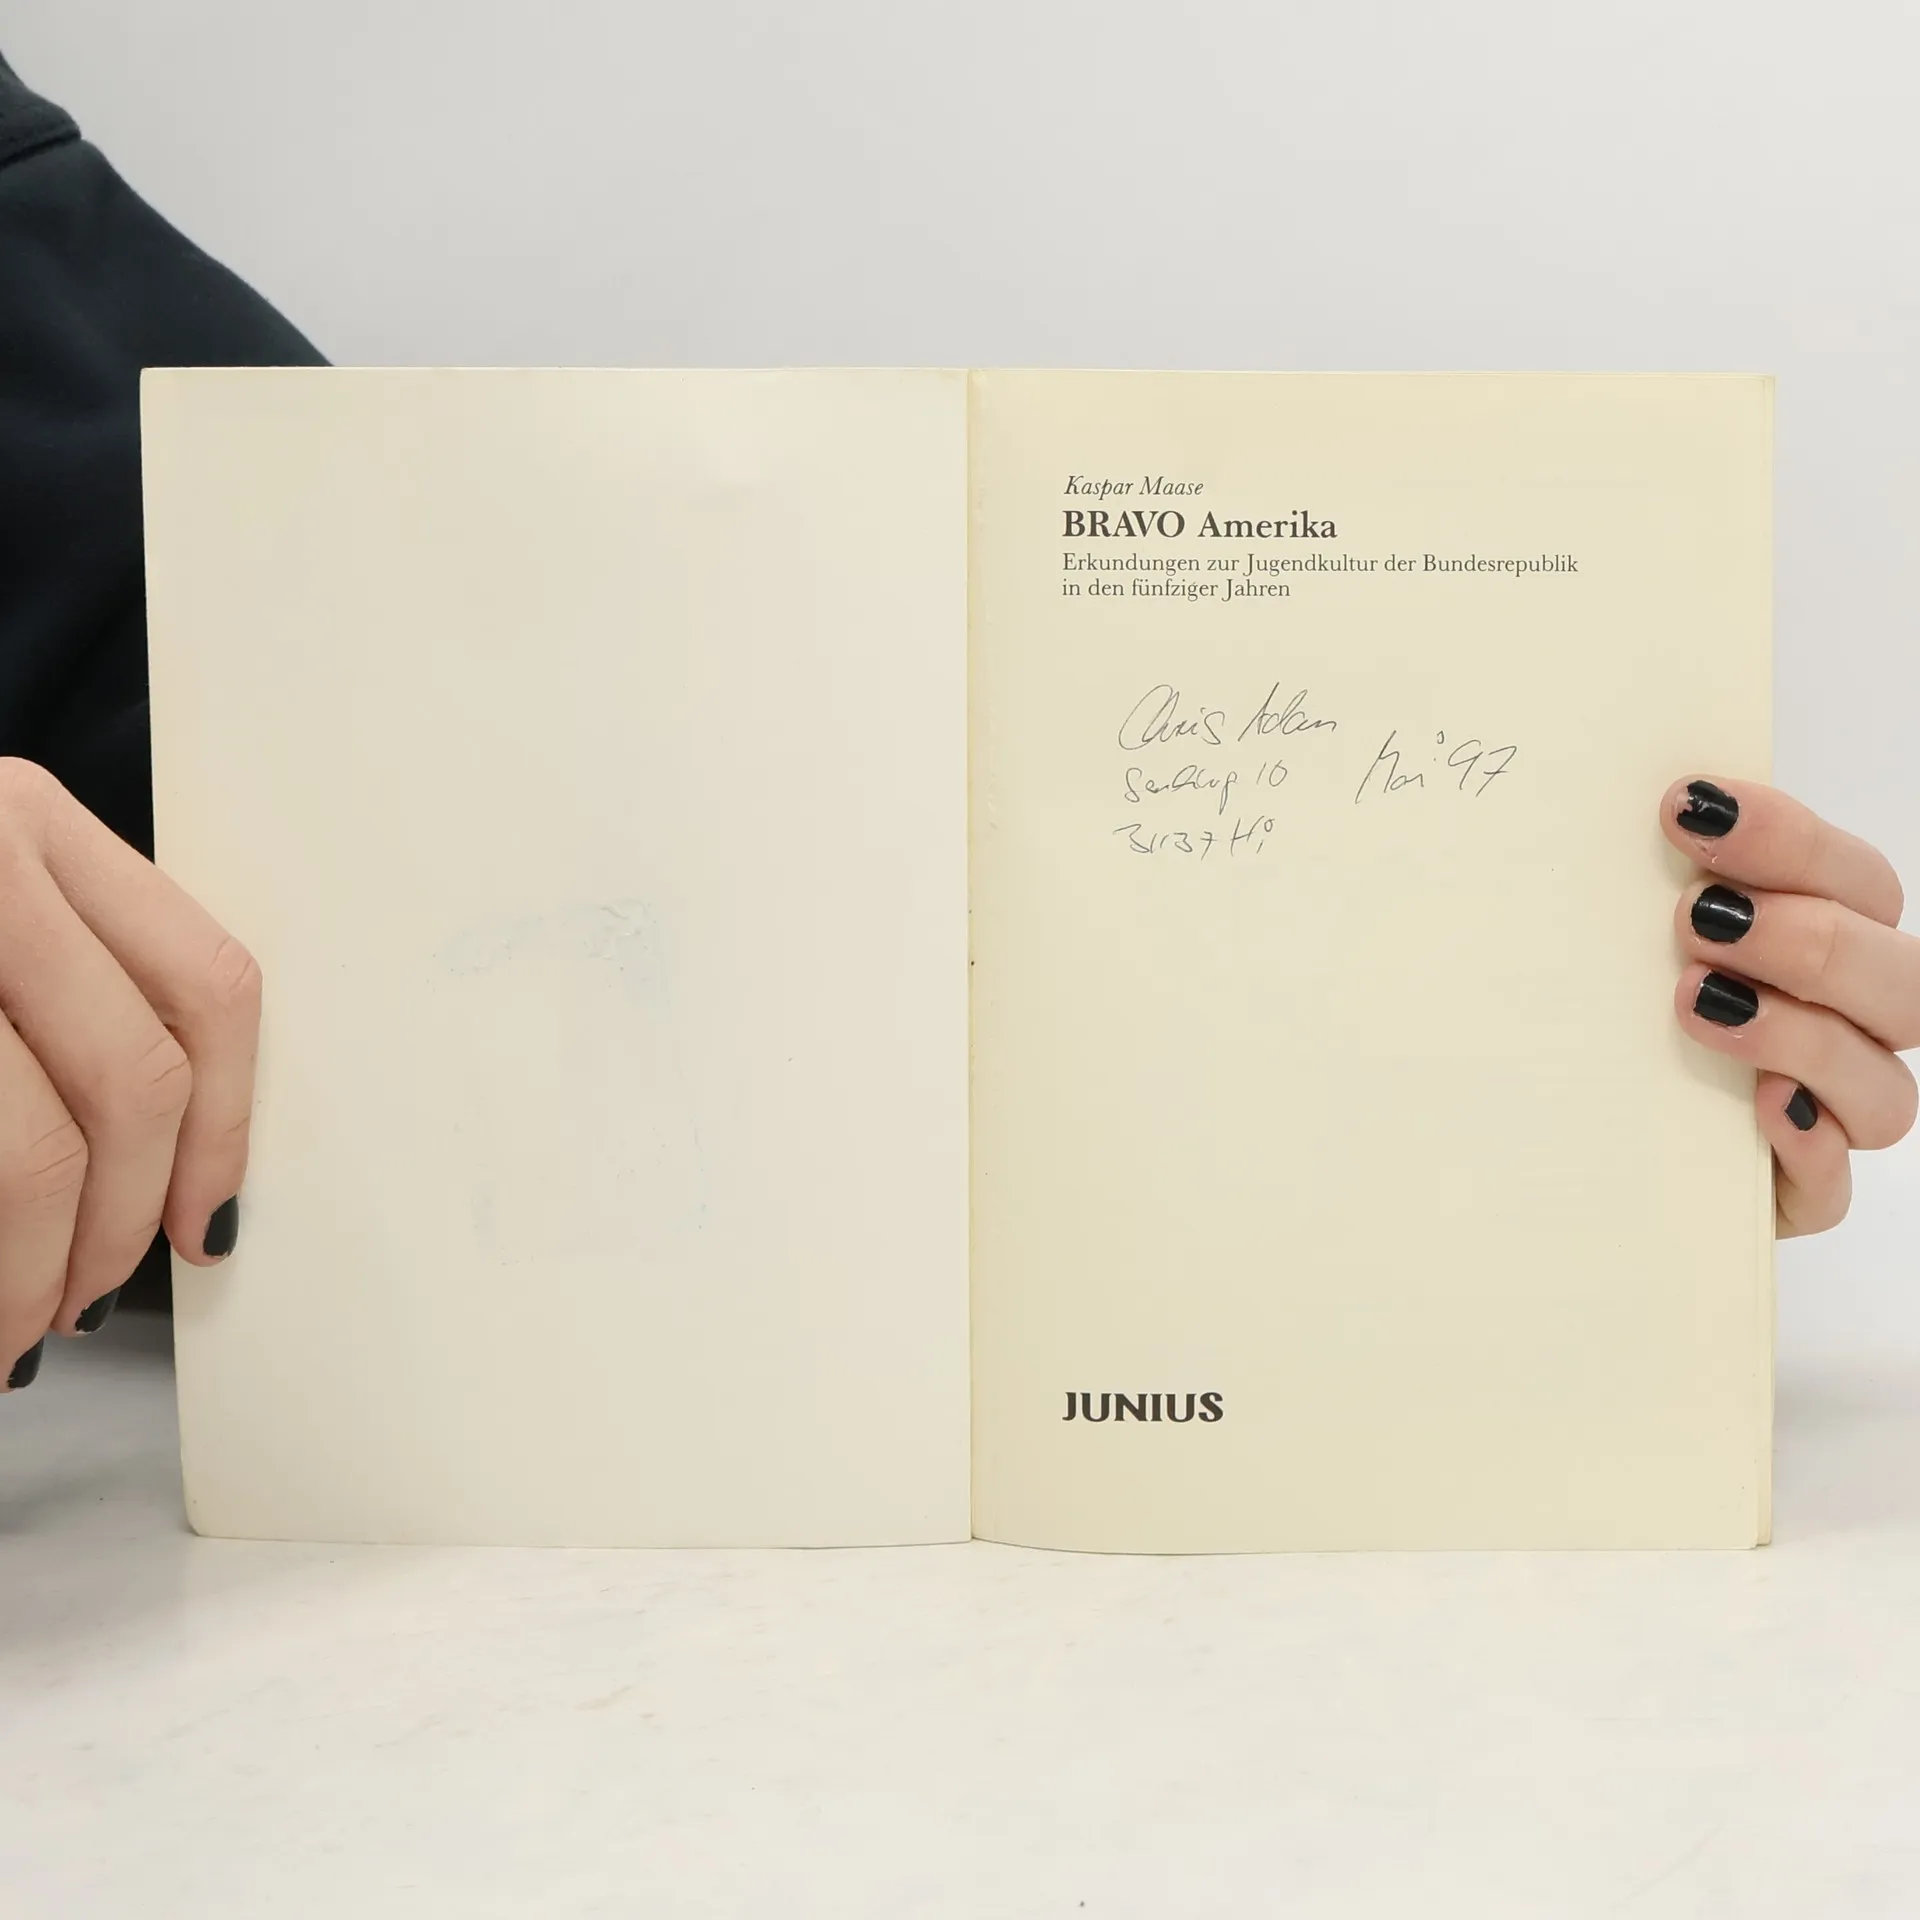 Kaspar Maase
BRAVO Amerika
Erkundungen zur Jugendkultur der Bundesrepublik
in den fünfziger Jahren
Chris Adam
10
Mai 97
31137 Hi
JUNIUS